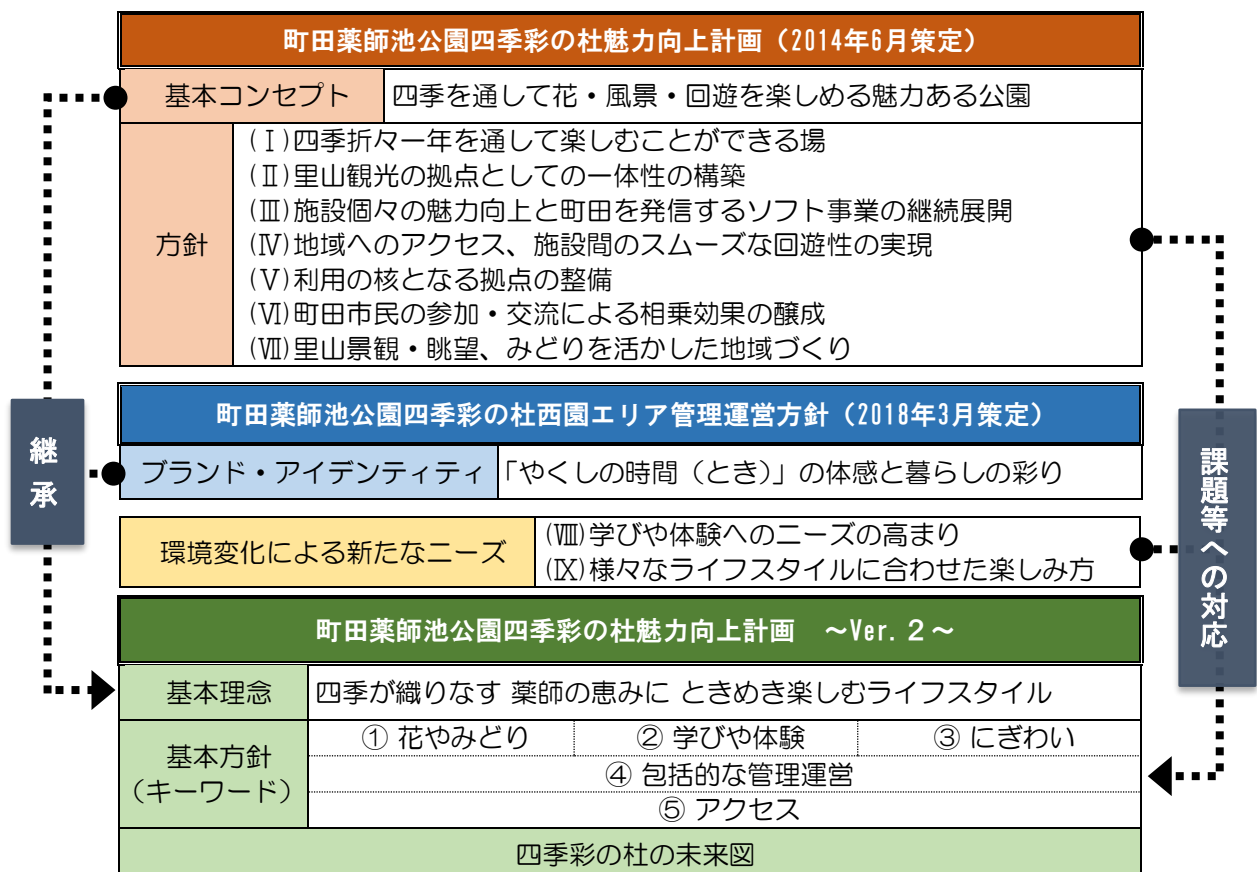 町田薬師池公園四季彩の杜魅力向上計画（2014年6月策定）
基本コンセプト
四季を通して花・風景・回遊を楽しめる魅力ある公園
方針
(Ⅰ)四季折々一年を通して楽しむことができる場
(Ⅱ)里山観光の拠点としての一体性の構築
(Ⅲ)施設個々の魅力向上と町田を発信するソフト事業の継続展開
(Ⅳ)地域へのアクセス、施設間のスムーズな回遊性の実現
(Ⅴ)利用の核となる拠点の整備
(Ⅵ)町田市民の参加・交流による相乗効果の醸成
(Ⅶ)里山景観・眺望、みどりを活かした地域づくり
継承
町田薬師池公園四季彩の杜西園エリア管理運営方針（2018年3月策定）
ブランド・アイデンティティ
「やくしの時間（とき）」の体感と暮らしの彩り
環境変化による新たなニーズ
(Ⅷ)学びや体験へのニーズの高まり
(Ⅸ)様々なライフスタイルに合わせた楽しみ方
課題等への対応
町田薬師池公園四季彩の杜魅力向上計画　～Ver.２～
基本理念
四季が織りなす 薬師の恵みに ときめき楽しむライフスタイル
基本方針
（キーワード）
① 花やみどり
② 学びや体験
③ にぎわい
④ 包括的な管理運営
⑤ アクセス
四季彩の杜の未来図